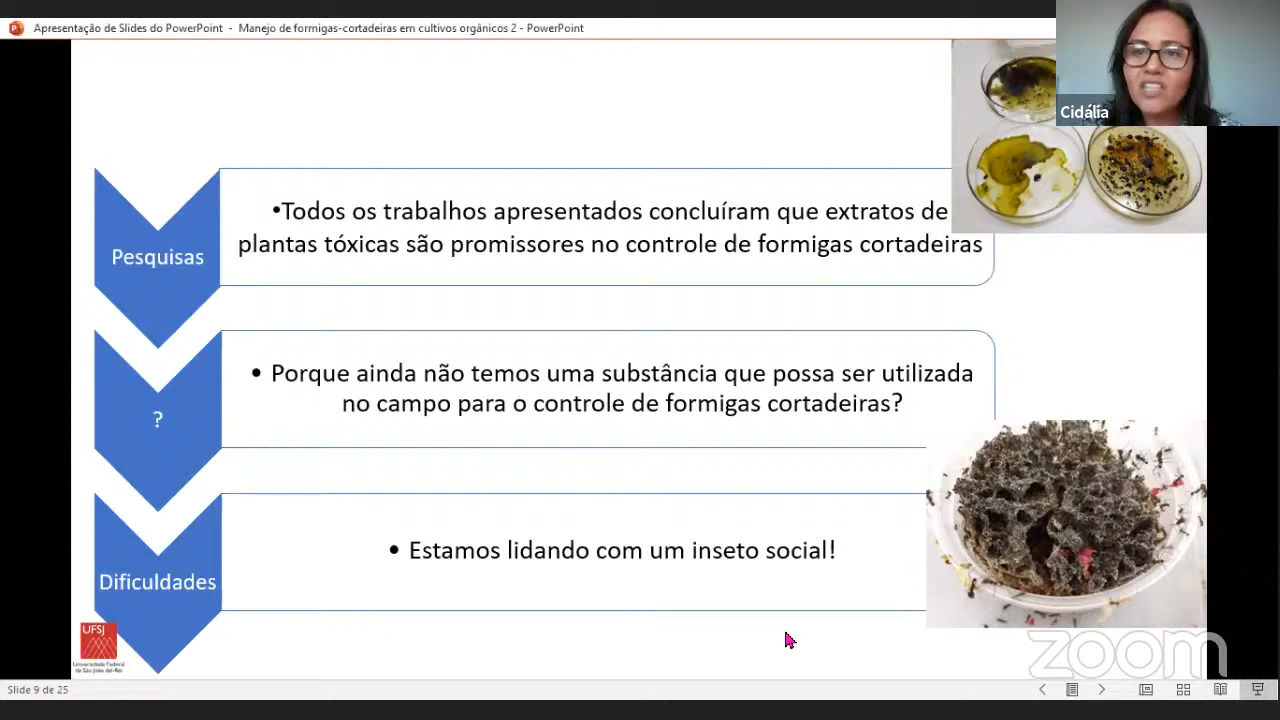 Apresentação de Slides do PowerPoint - Manejo de formigas-cortadeiras em cultivos orgânicos 2 - PowerPoint
Cidália
Pesquisas
•Todos os trabalhos apresentados concluíram que extratos de
plantas tóxicas são promissores no controle de formigas cortadeiras
?
• Porque ainda não temos uma substância que possa ser utilizada
no campo para o controle de formigas cortadeiras?
Dificuldades
• Estamos lidando com um inseto social!
UFSJ
Universidade Federal
de São João del-Rei
zoom
Slide 9 de 25